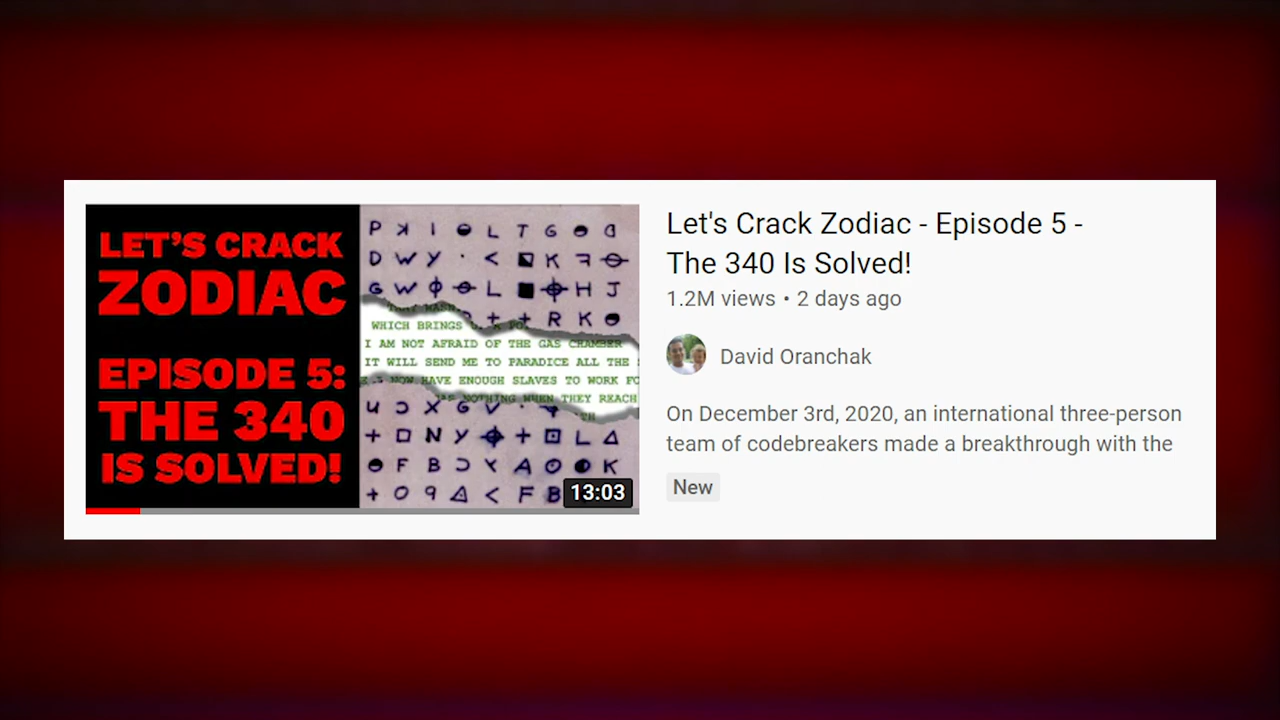 LET'S CRACK
ZODIAC
EPISODE 5:
THE 340
IS SOLVED!
WHICH BRINGS
I AM NOT AFRAID OF THE GAS CHAMBER
IT WILL SEND ME TO PARADICE ALL THE
NOW HAVE ENOUGH SLAVES TO WORK FO
NOTHING WHEN THEY REACH
13:03
Let's Crack Zodiac - Episode 5 -
The 340 Is Solved!
1.2M views • 2 days ago
David Oranchak
On December 3rd, 2020, an international three-person
team of codebreakers made a breakthrough with the
New